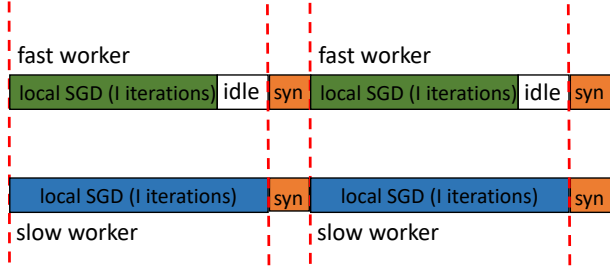 fast worker fast worker
local SGD (I iterations) idle syn local SGD (I iterations) idle syn
local SGD (I iterations) syn local SGD (I iterations) syn
slow worker slow worker